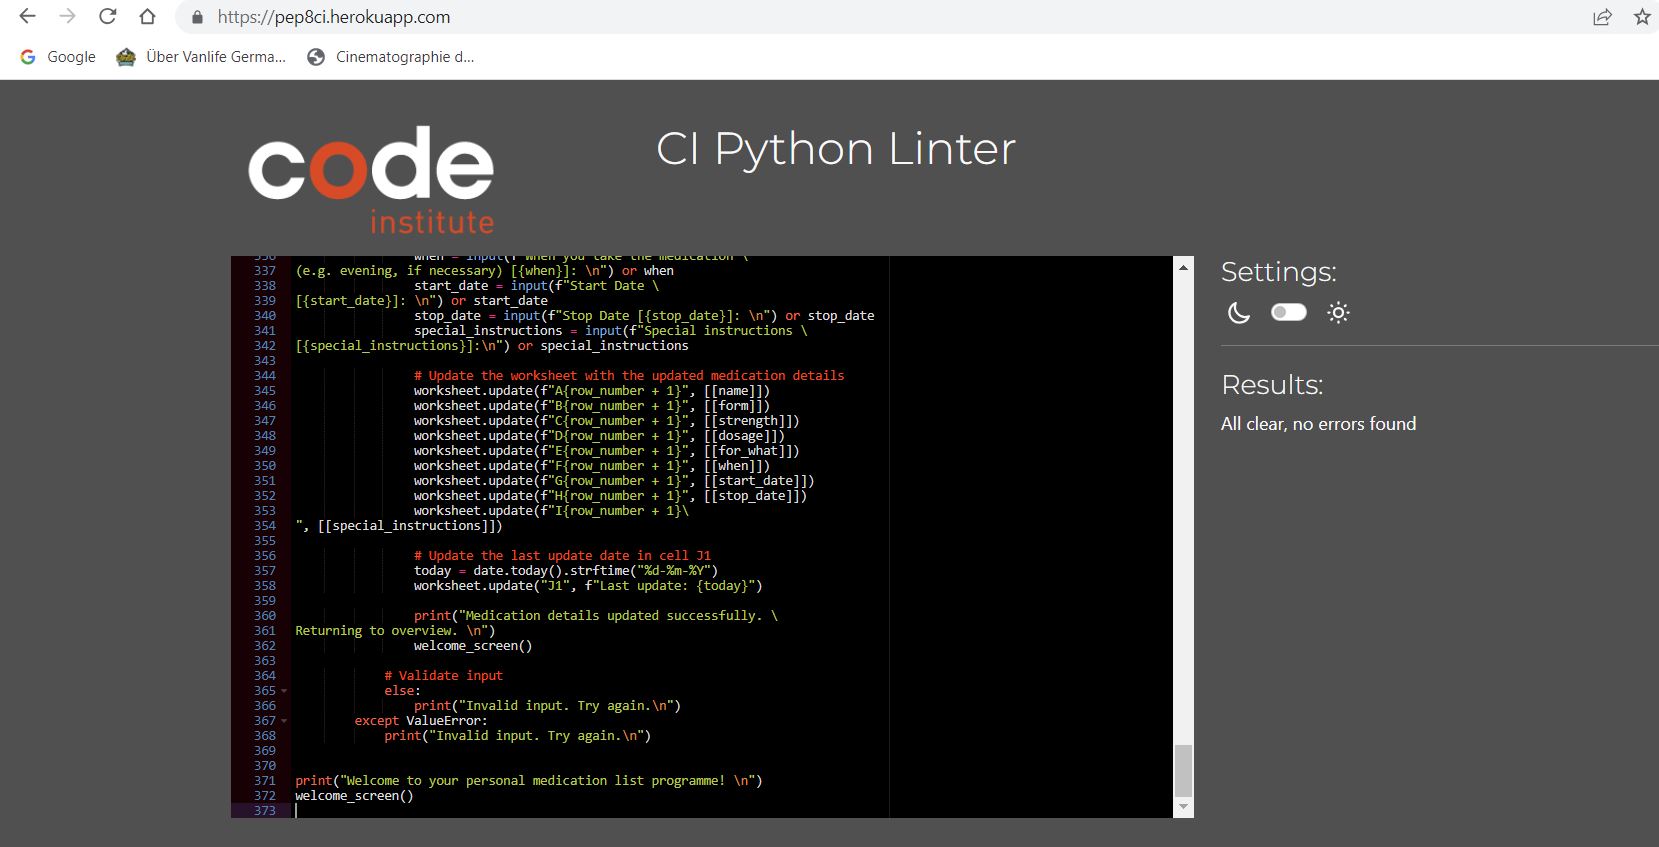 https://pep8ci.herokuapp.com
Google
Über Vanlife Germa...
Cinematographie d...
code
institute
CI Python Linter
336 when = input(f"When you take the medication \
337 (e.g. evening, if necessary) [{when}]: \n") or when
338 start_date = input(f"Start Date \
339 [{start_date}]: \n") or start_date
340 stop_date = input(f"Stop Date [{stop_date}]: \n") or stop_date
341 special_instructions = input(f"Special instructions \
342 [{special_instructions}]:\n") or special_instructions
343
344 # Update the worksheet with the updated medication details
345 worksheet.update(f"A{row_number + 1}", [[name]])
346 worksheet.update(f"B{row_number + 1}", [[form]])
347 worksheet.update(f"C{row_number + 1}", [[strength]])
348 worksheet.update(f"D{row_number + 1}", [[dosage]])
349 worksheet.update(f"E{row_number + 1}", [[for_what]])
350 worksheet.update(f"F{row_number + 1}", [[when]])
351 worksheet.update(f"G{row_number + 1}", [[start_date]])
352 worksheet.update(f"H{row_number + 1}", [[stop_date]])
353 worksheet.update(f"I{row_number + 1}\
354 ", [[special_instructions]])
355
356 # Update the last update date in cell J1
357 today = date.today().strftime("%d-%m-%Y")
358 worksheet.update("J1", f"Last update: {today}")
359
360 print("Medication details updated successfully. \
361 Returning to overview. \n")
362 welcome_screen()
363
364 # Validate input
365 else:
366 print("Invalid input. Try again.\n")
367 except ValueError:
368 print("Invalid input. Try again.\n")
369
370
371 print("Welcome to your personal medication list programme! \n")
372 welcome_screen()
373
Settings:
Results:
All clear, no errors found